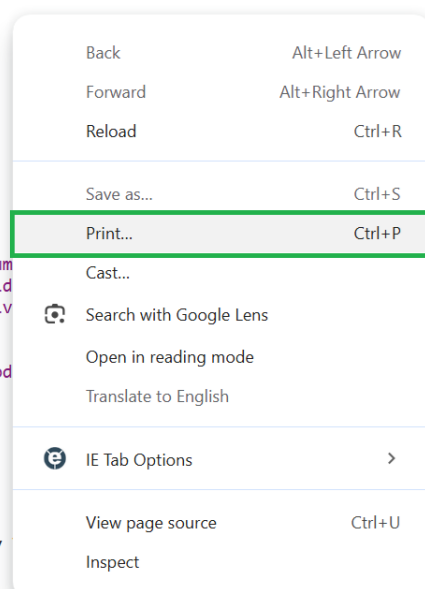 Back Alt+Left Arrow
Forward Alt+Right Arrow
Reload Ctrl+R
Save as... Ctrl+S
Print... Ctrl+P
Cast...
Search with Google Lens
Open in reading mode
Translate to English
IE Tab Options
View page source Ctrl+U
Inspect